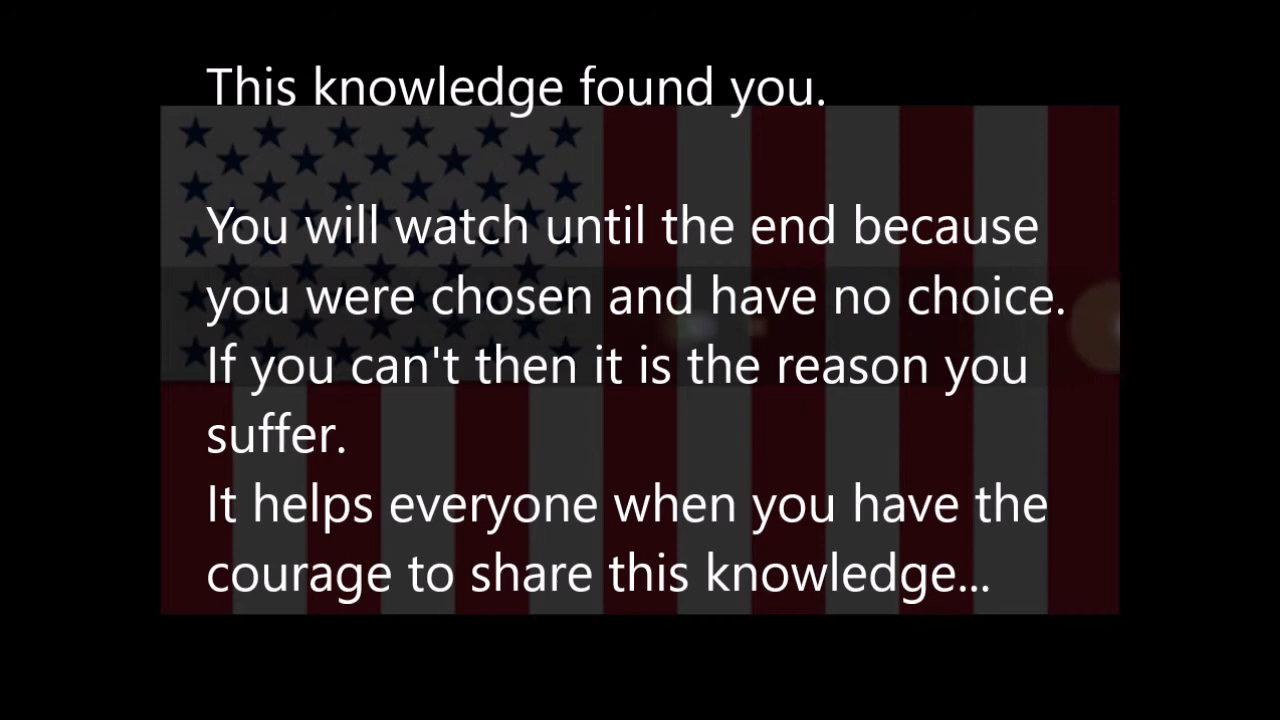 This knowledge found you.
You will watch until the end because
you were chosen and have no choice.
If you can't then it is the reason you
suffer.
It helps everyone when you have the
courage to share this knowledge...